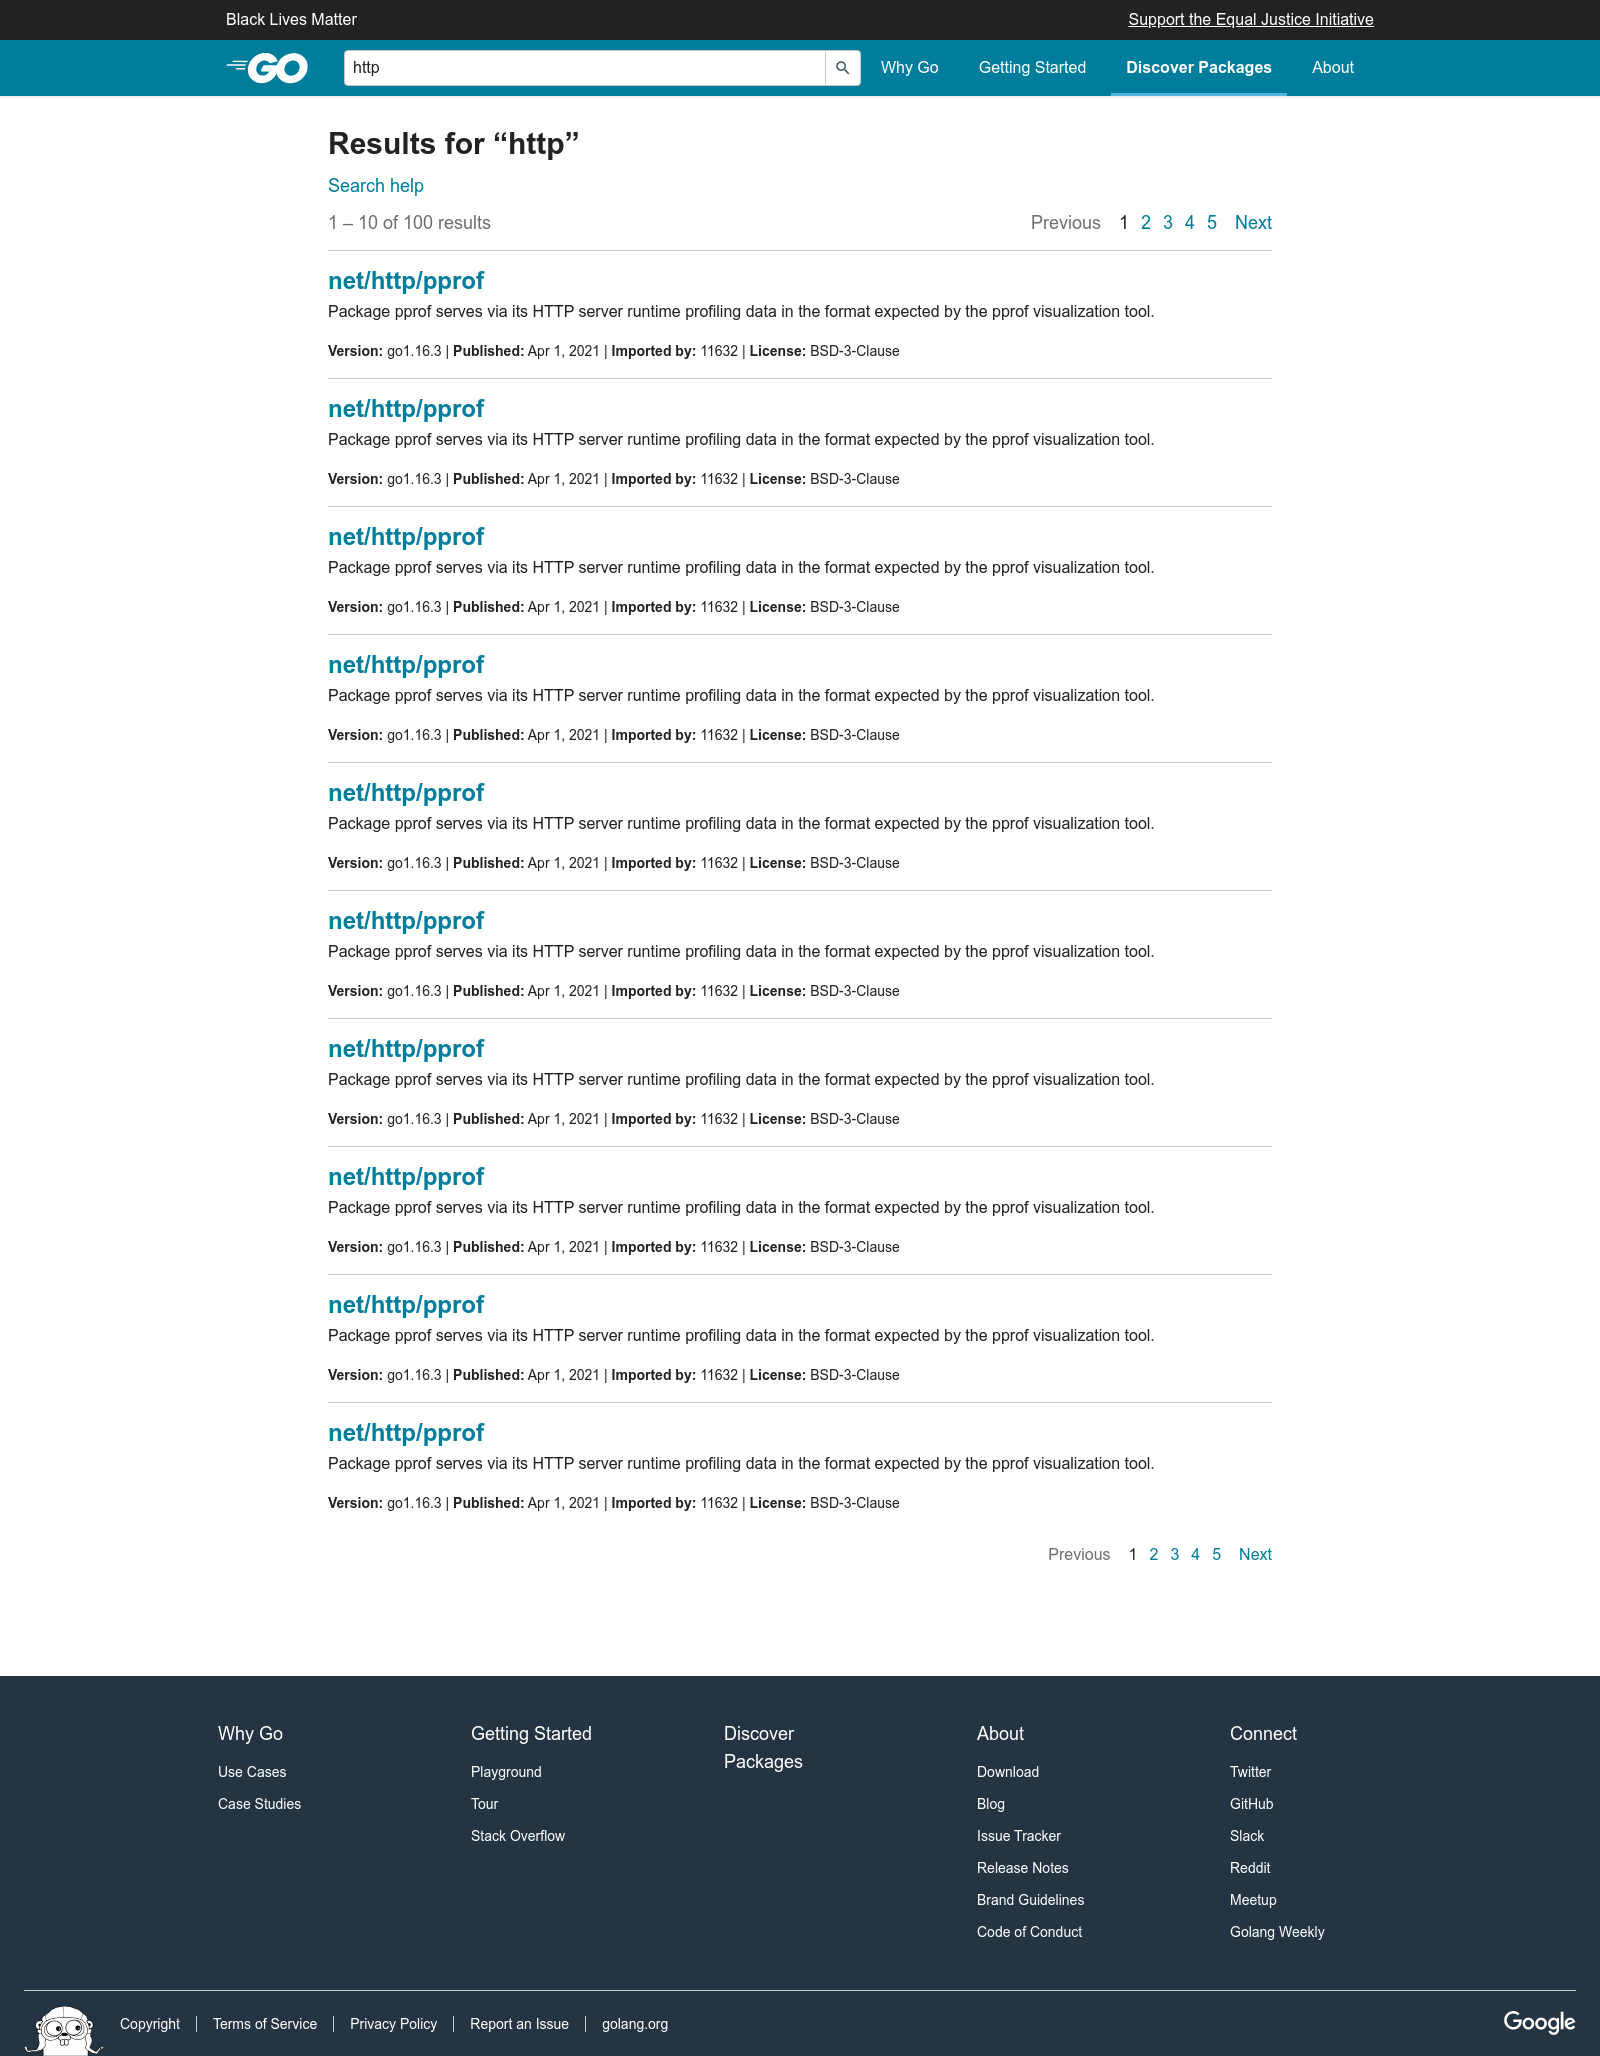 Black Lives Matter Support the Equal Justice Initiative
GO http Why Go Getting Started Discover Packages About
Results for “http”
Search help
1 – 10 of 100 results Previous 1 2 3 4 5 Next
net/http/pprof
Package pprof serves via its HTTP server runtime profiling data in the format expected by the pprof visualization tool.
Version: go1.16.3 | Published: Apr 1, 2021 | Imported by: 11632 | License: BSD-3-Clause
net/http/pprof
Package pprof serves via its HTTP server runtime profiling data in the format expected by the pprof visualization tool.
Version: go1.16.3 | Published: Apr 1, 2021 | Imported by: 11632 | License: BSD-3-Clause
net/http/pprof
Package pprof serves via its HTTP server runtime profiling data in the format expected by the pprof visualization tool.
Version: go1.16.3 | Published: Apr 1, 2021 | Imported by: 11632 | License: BSD-3-Clause
net/http/pprof
Package pprof serves via its HTTP server runtime profiling data in the format expected by the pprof visualization tool.
Version: go1.16.3 | Published: Apr 1, 2021 | Imported by: 11632 | License: BSD-3-Clause
net/http/pprof
Package pprof serves via its HTTP server runtime profiling data in the format expected by the pprof visualization tool.
Version: go1.16.3 | Published: Apr 1, 2021 | Imported by: 11632 | License: BSD-3-Clause
net/http/pprof
Package pprof serves via its HTTP server runtime profiling data in the format expected by the pprof visualization tool.
Version: go1.16.3 | Published: Apr 1, 2021 | Imported by: 11632 | License: BSD-3-Clause
net/http/pprof
Package pprof serves via its HTTP server runtime profiling data in the format expected by the pprof visualization tool.
Version: go1.16.3 | Published: Apr 1, 2021 | Imported by: 11632 | License: BSD-3-Clause
net/http/pprof
Package pprof serves via its HTTP server runtime profiling data in the format expected by the pprof visualization tool.
Version: go1.16.3 | Published: Apr 1, 2021 | Imported by: 11632 | License: BSD-3-Clause
net/http/pprof
Package pprof serves via its HTTP server runtime profiling data in the format expected by the pprof visualization tool.
Version: go1.16.3 | Published: Apr 1, 2021 | Imported by: 11632 | License: BSD-3-Clause
net/http/pprof
Package pprof serves via its HTTP server runtime profiling data in the format expected by the pprof visualization tool.
Version: go1.16.3 | Published: Apr 1, 2021 | Imported by: 11632 | License: BSD-3-Clause
Previous 1 2 3 4 5 Next
Why Go
Use Cases
Case Studies
Getting Started
Playground
Tour
Stack Overflow
Discover
Packages
About
Download
Blog
Issue Tracker
Release Notes
Brand Guidelines
Code of Conduct
Connect
Twitter
GitHub
Slack
Reddit
Meetup
Golang Weekly
Copyright | Terms of Service | Privacy Policy | Report an Issue | golang.org Google